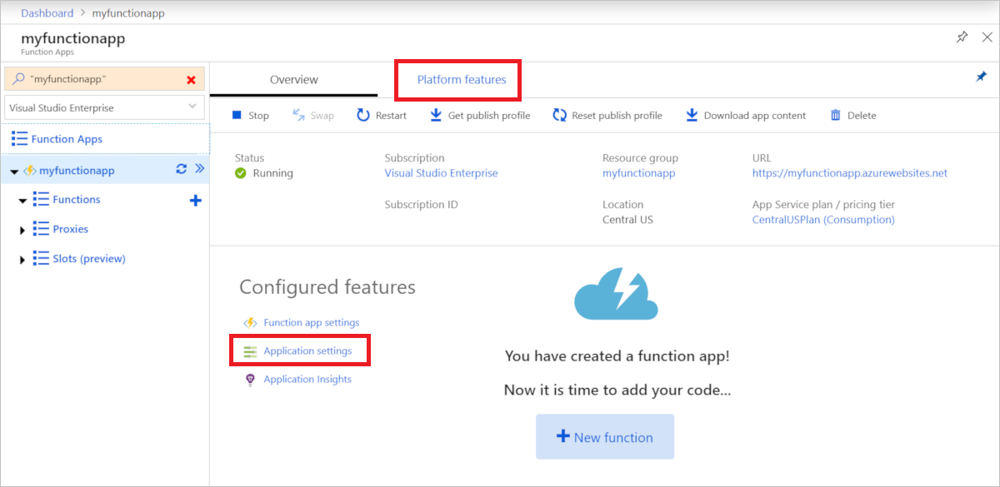 Dashboard > myfunctionapp
myfunctionapp
Function Apps
"myfunctionapp"
Visual Studio Enterprise
Function Apps
myfunctionapp
Functions
Proxies
Slots (preview)
Overview
Platform features
Stop
Swap
Restart
Get publish profile
Reset publish profile
Download app content
Delete
Status
Running
Subscription
Visual Studio Enterprise
Subscription ID
Resource group
myfunctionapp
Location
Central US
URL
https://myfunctionapp.azurewebsites.net
App Service plan / pricing tier
CentralUSPlan (Consumption)
Configured features
Function app settings
Application settings
Application Insights
You have created a function app!
Now it is time to add your code...
New function